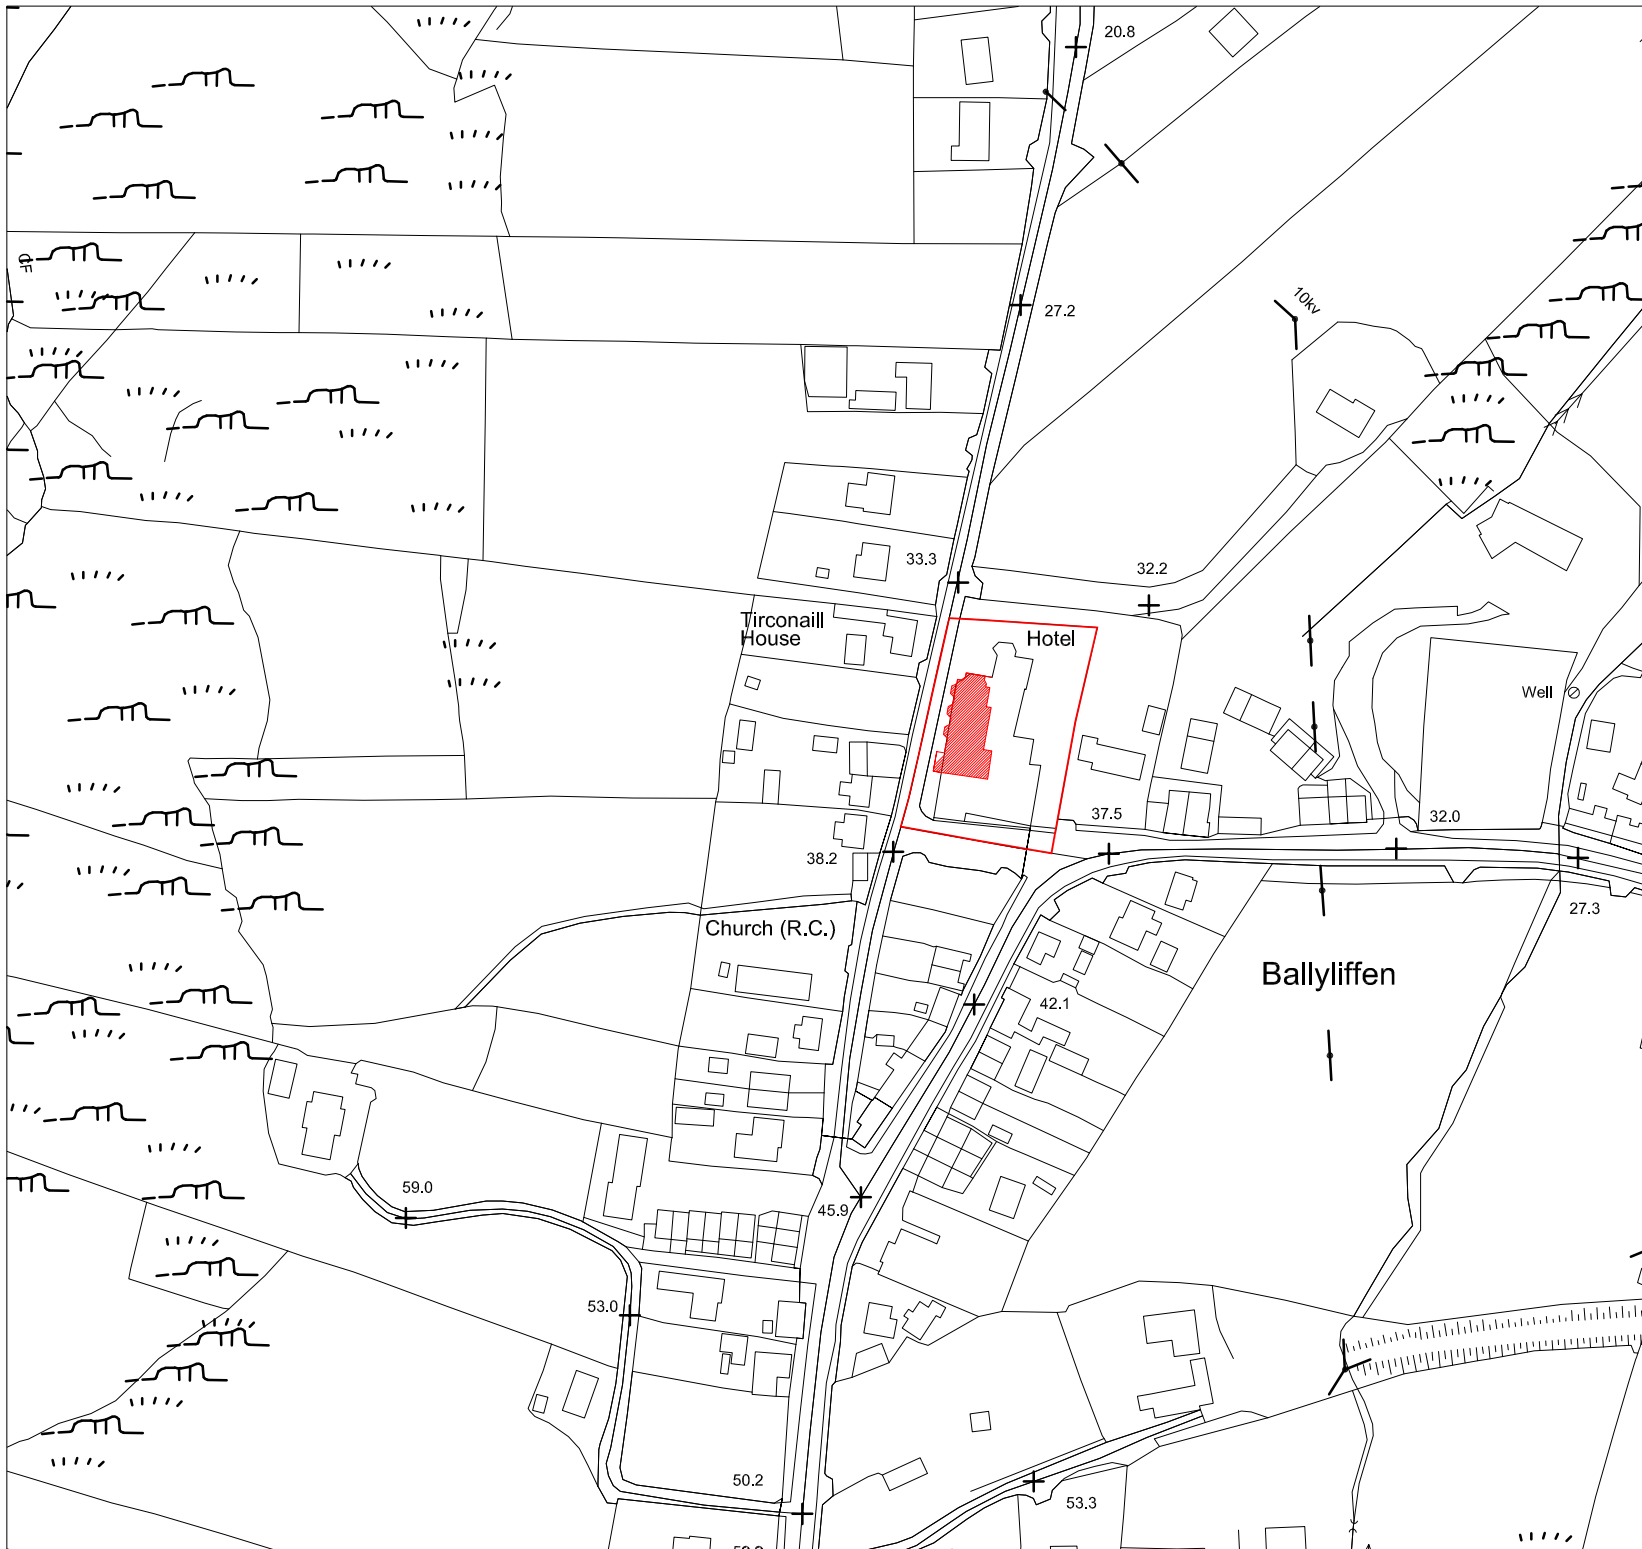 20.8
10kv
27.2
33.3
32.2
Tirconaill
House
Hotel
Well
37.5
32.0
38.2
27.3
Church (R.C.)
Ballyliffen
42.1
59.0
45.9
53.0
50.2
53.3